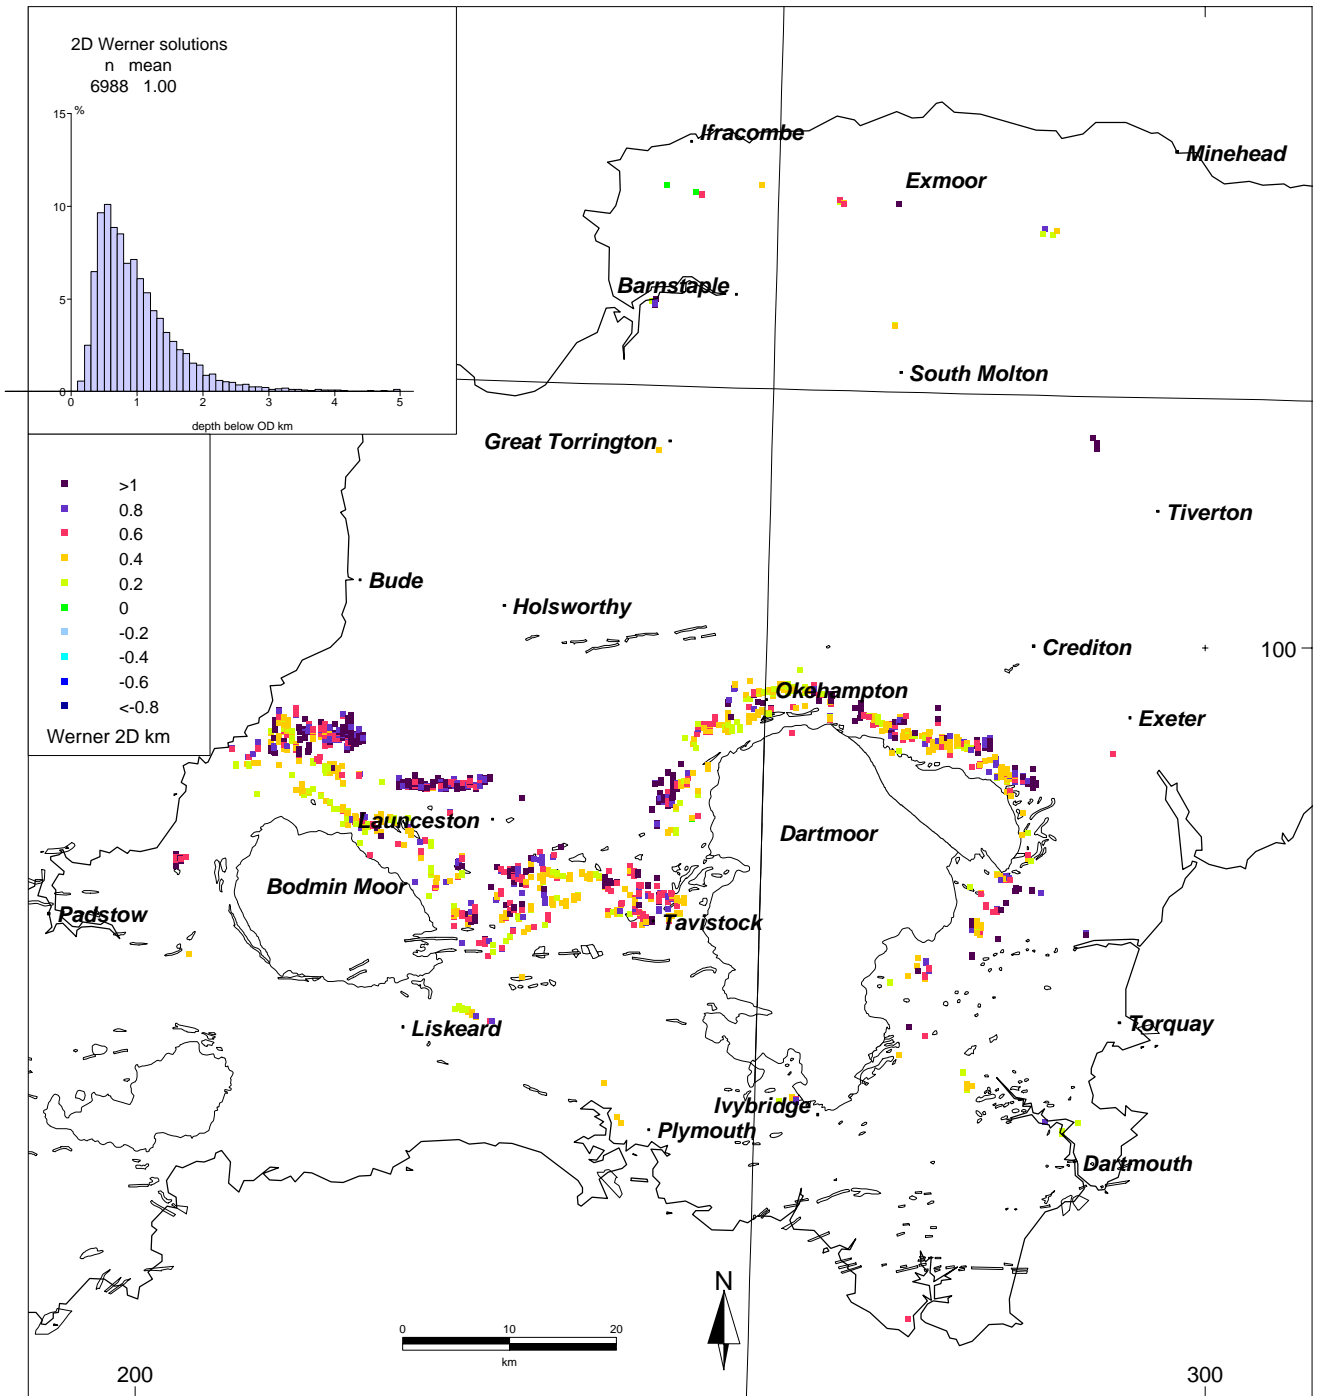 2D Werner solutions
n mean
6988 1.00
%
15
10
5
0
0 1 2 3 4 5
depth below OD km
>1
0.8
0.6
0.4
0.2
0
-0.2
-0.4
-0.6
<-0.8
Werner 2D km
Ifracombe
Minehead
Exmoor
Barnstaple
South Molton
Great Torrington
Tiverton
Bude
Holsworthy
Crediton
100
Okehampton
Exeter
Launceston
Dartmoor
Bodmin Moor
Padstow
Tavistock
Liskeard
Torquay
Ivybridge
Plymouth
Dartmouth
N
0 10 20
km
200
300